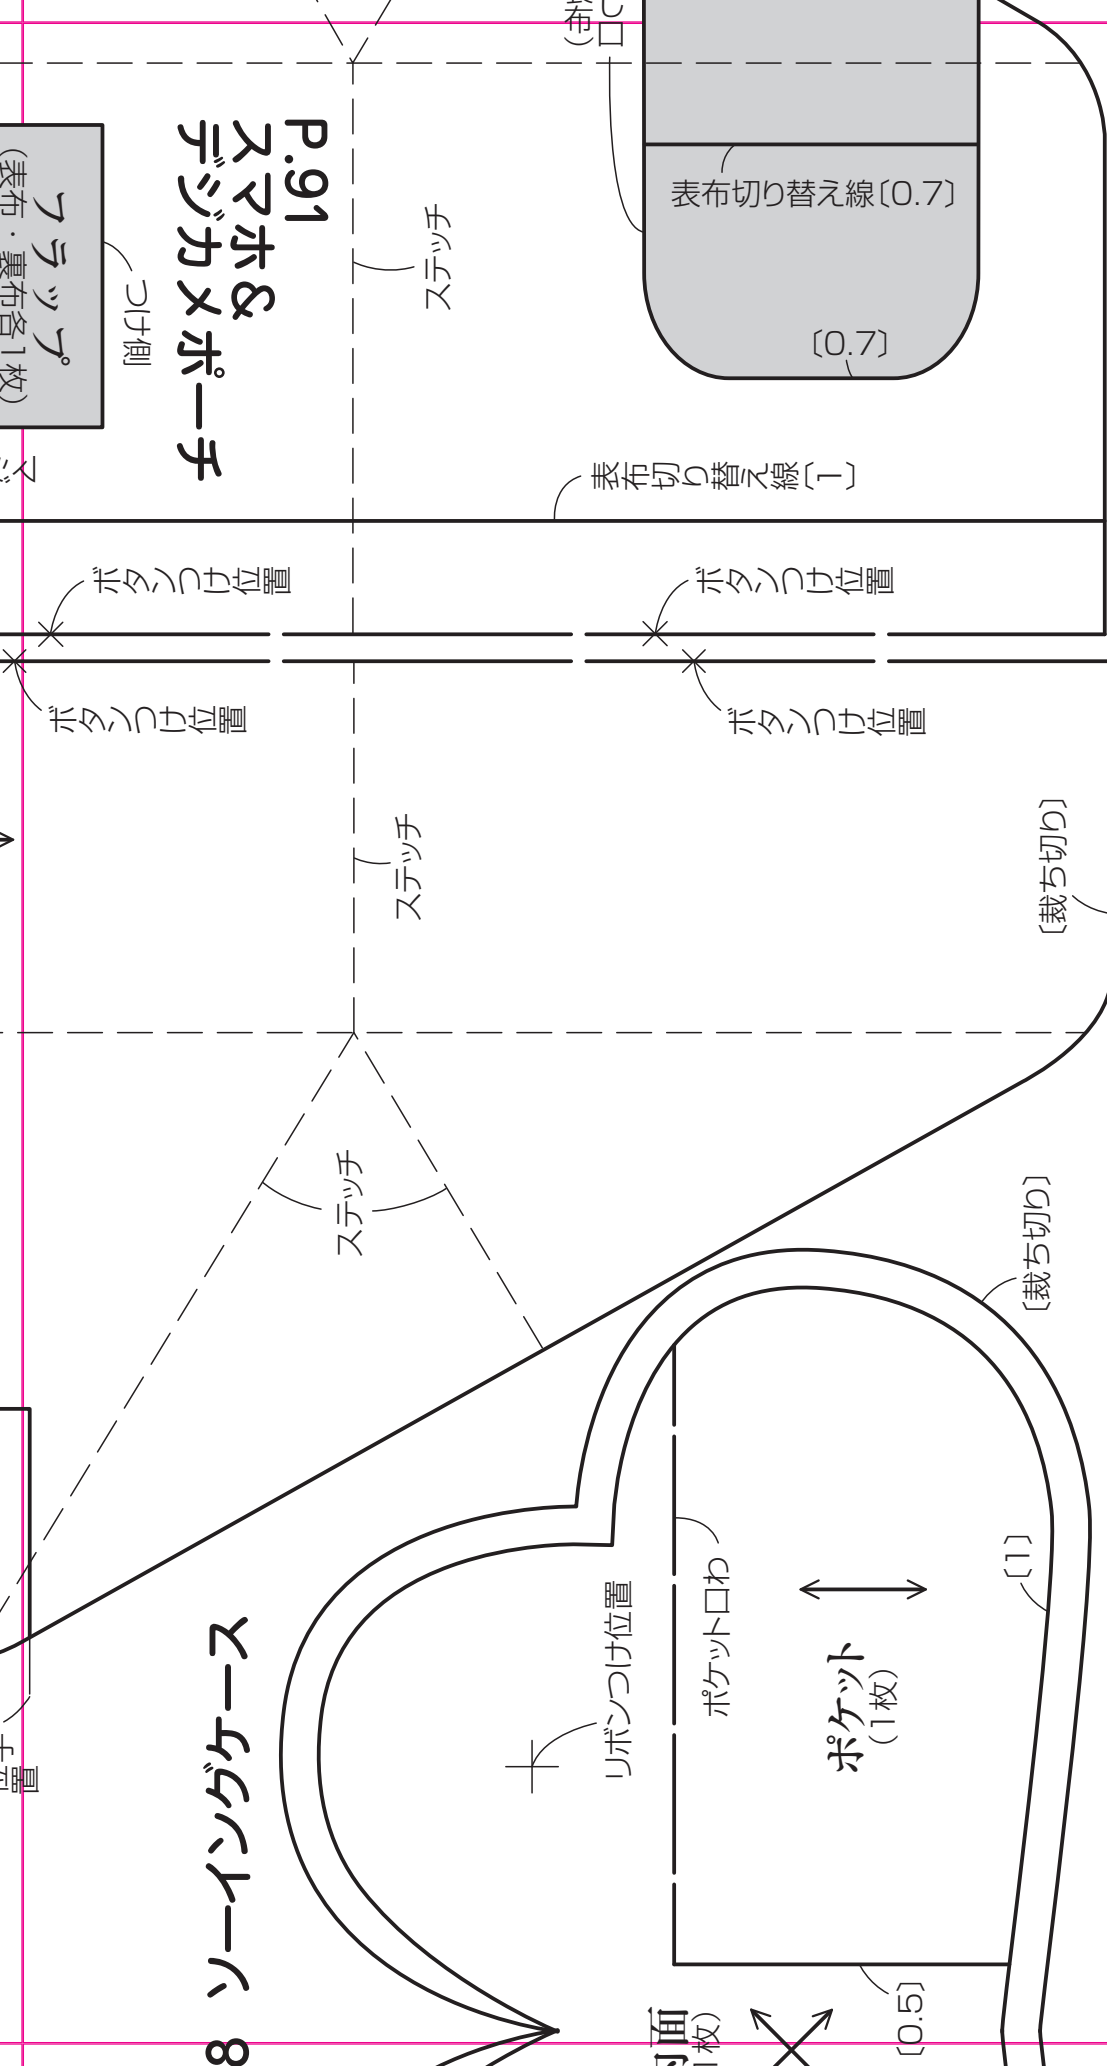 口
表布切り替え線〔0.7〕
〔0.7〕
P.91
スマホ&
デジカメポーチ
ステッチ
フラップ
(表布・裏布各1枚)
つけ側
表布切り替え線〔1〕
ボタンつけ位置
ボタンつけ位置
ボタンつけ位置
ボタンつけ位置
ステッチ
〔裁ち切り〕
ステッチ
〔裁ち切り〕
8 ソーイングケース
リボンつけ位置
ポケット口わ
ポケット
(1枚)
〔1〕
〔0.5〕
面
枚)
置